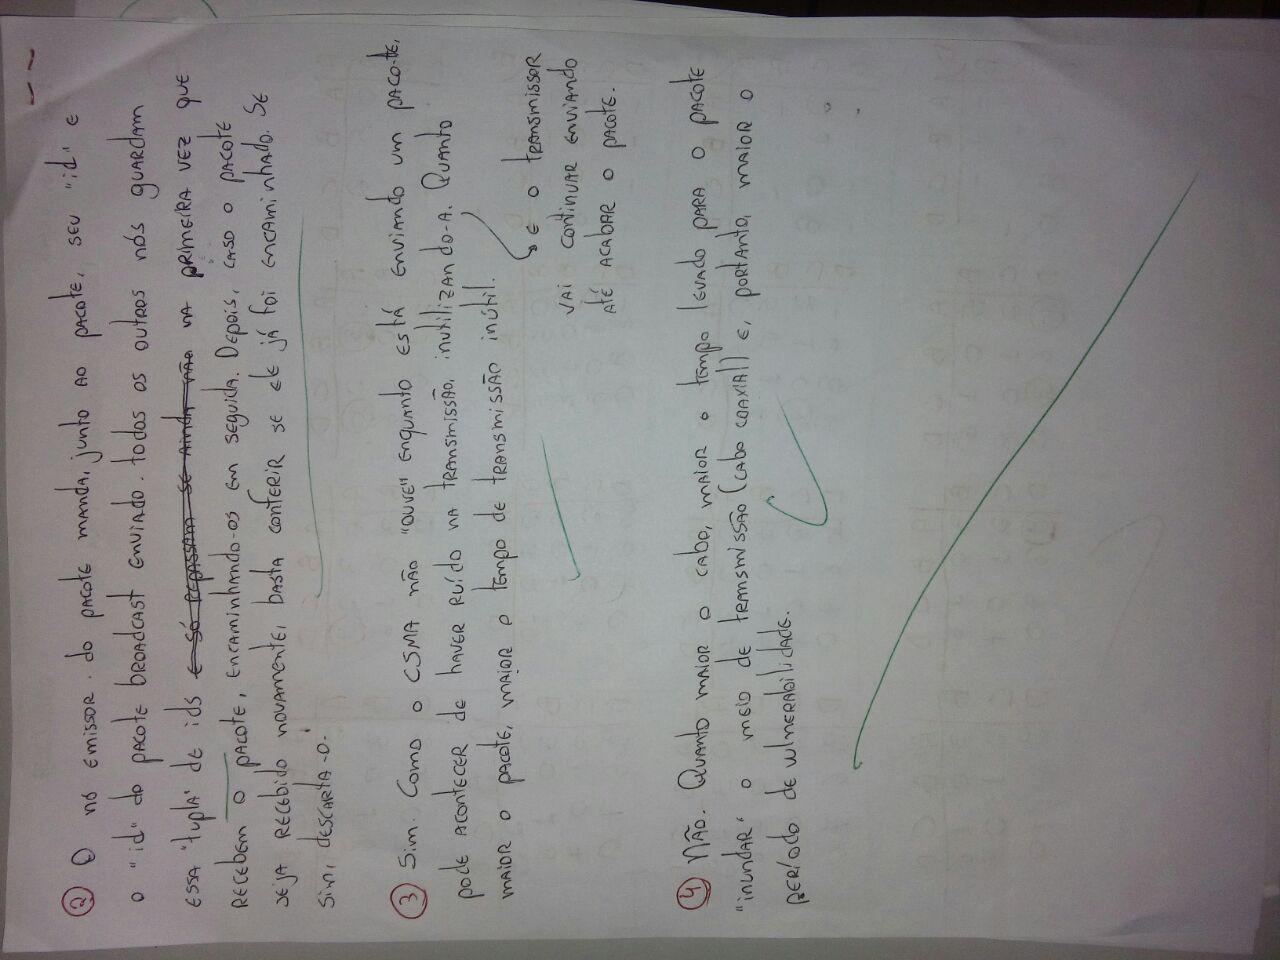 ② O nó emissor do pacote manda, junto ao pacote, seu "id" e
o "id" do pacote broadcast enviado. Todos os outros nós guardam
essa "tupla" de ids e só repassam se ainda não na primeira vez que
recebem o pacote, encaminhando-os em seguida. Depois, caso o pacote
seja recebido novamente, basta conferir se ele já foi encaminhado. Se
sim, descarta-o.
③ Sim. Como o CSMA não "ouve" enquanto está enviando um pacote,
pode acontecer de haver ruído na transmissão, inutilizando-a. Quanto
maior o pacote, maior o tempo de transmissão inútil.
e o transmissor
vai continuar enviando
até acabar o pacote.
④ Não. Quanto maior o cabo, maior o tempo levado para o pacote
"inundar" o meio de transmissão (cabo coaxial) e, portanto, maior o
período de vulnerabilidade.